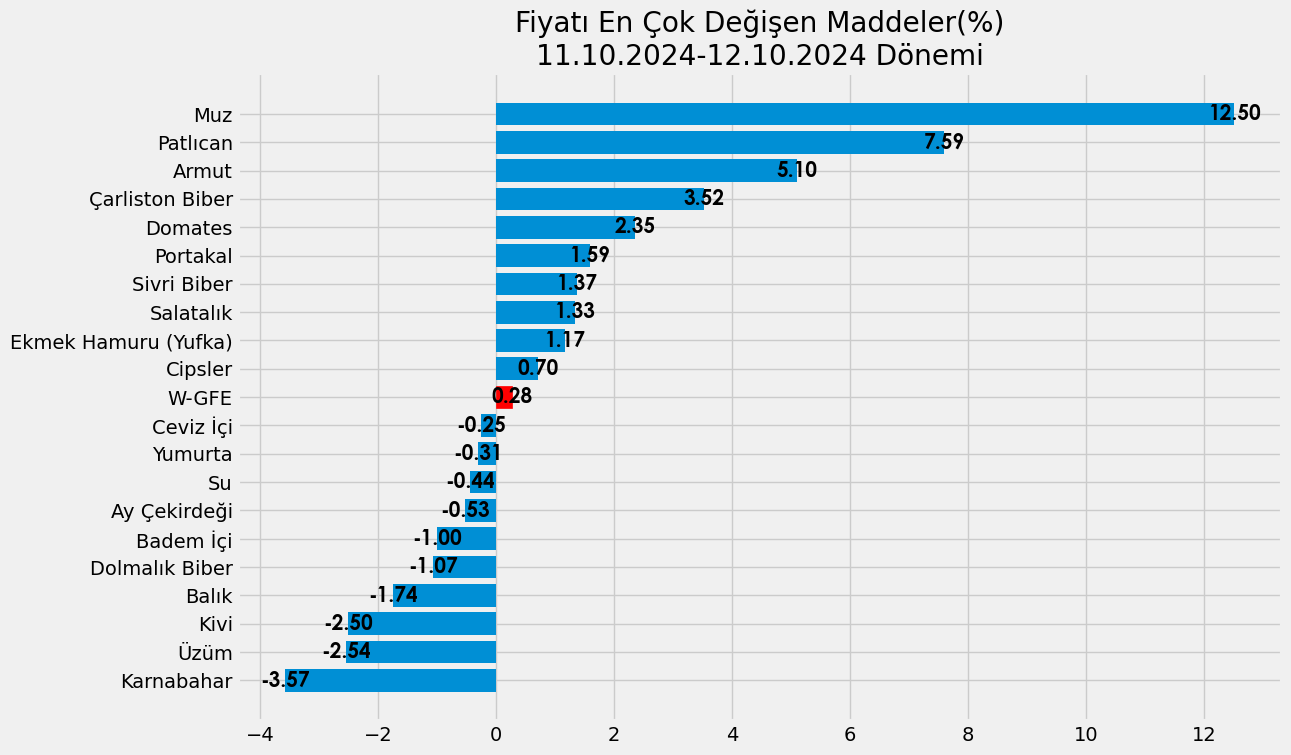 Fiyatı En Çok Değişen Maddeler(%)
11.10.2024-12.10.2024 Dönemi
Muz 12.50
Patlıcan 7.59
Armut 5.10
Çarliston Biber 3.52
Domates 2.35
Portakal 1.59
Sivri Biber 1.37
Salatalık 1.33
Ekmek Hamuru (Yufka) 1.17
Cipsler 0.70
W-GFE 0.28
Ceviz İçi -0.25
Yumurta -0.31
Su -0.44
Ay Çekirdeği -0.53
Badem İçi -1.00
Dolmalık Biber -1.07
Balık -1.74
Kivi -2.50
Üzüm -2.54
Karnabahar -3.57
−4 −2 0 2 4 6 8 10 12